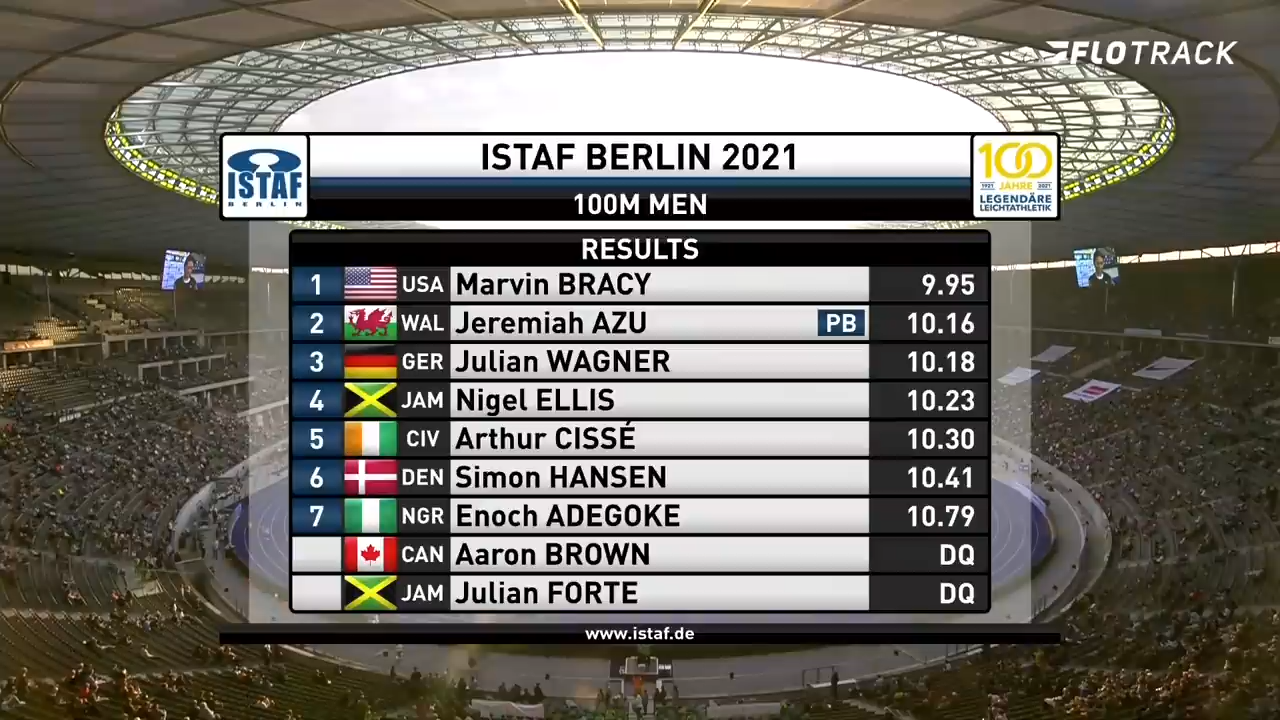 FLOTRACK
ISTAF BERLIN
ISTAF BERLIN 2021
100
1921 JAHRE 2021
LEGENDÄRE
LEICHTATHLETIK
100M MEN
RESULTS
1 USA Marvin BRACY 9.95
2 WAL Jeremiah AZU PB 10.16
3 GER Julian WAGNER 10.18
4 JAM Nigel ELLIS 10.23
5 CIV Arthur CISSÉ 10.30
6 DEN Simon HANSEN 10.41
7 NGR Enoch ADEGOKE 10.79
CAN Aaron BROWN DQ
JAM Julian FORTE DQ
www.istaf.de